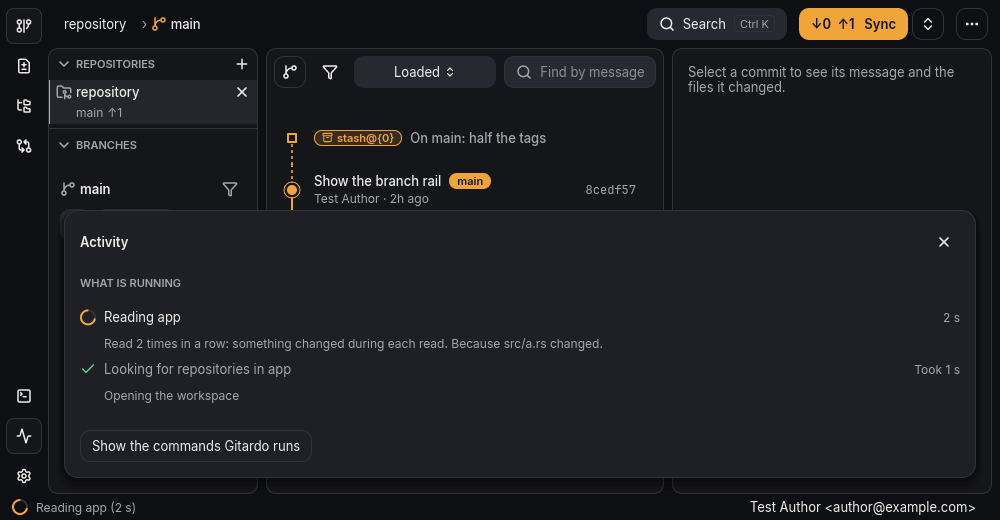 repository › main
Search Ctrl K
↓0 ↑1 Sync
REPOSITORIES
repository
main ↑1
BRANCHES
main
Loaded
Find by message
stash@{0} On main: half the tags
Show the branch rail main
Test Author · 2h ago
8cedf57
Select a commit to see its message and the
files it changed.
Activity
WHAT IS RUNNING
Reading app 2 s
Read 2 times in a row: something changed during each read. Because src/a.rs changed.
Looking for repositories in app Took 1 s
Opening the workspace
Show the commands Gitardo runs
Reading app (2 s)
Test Author <author@example.com>